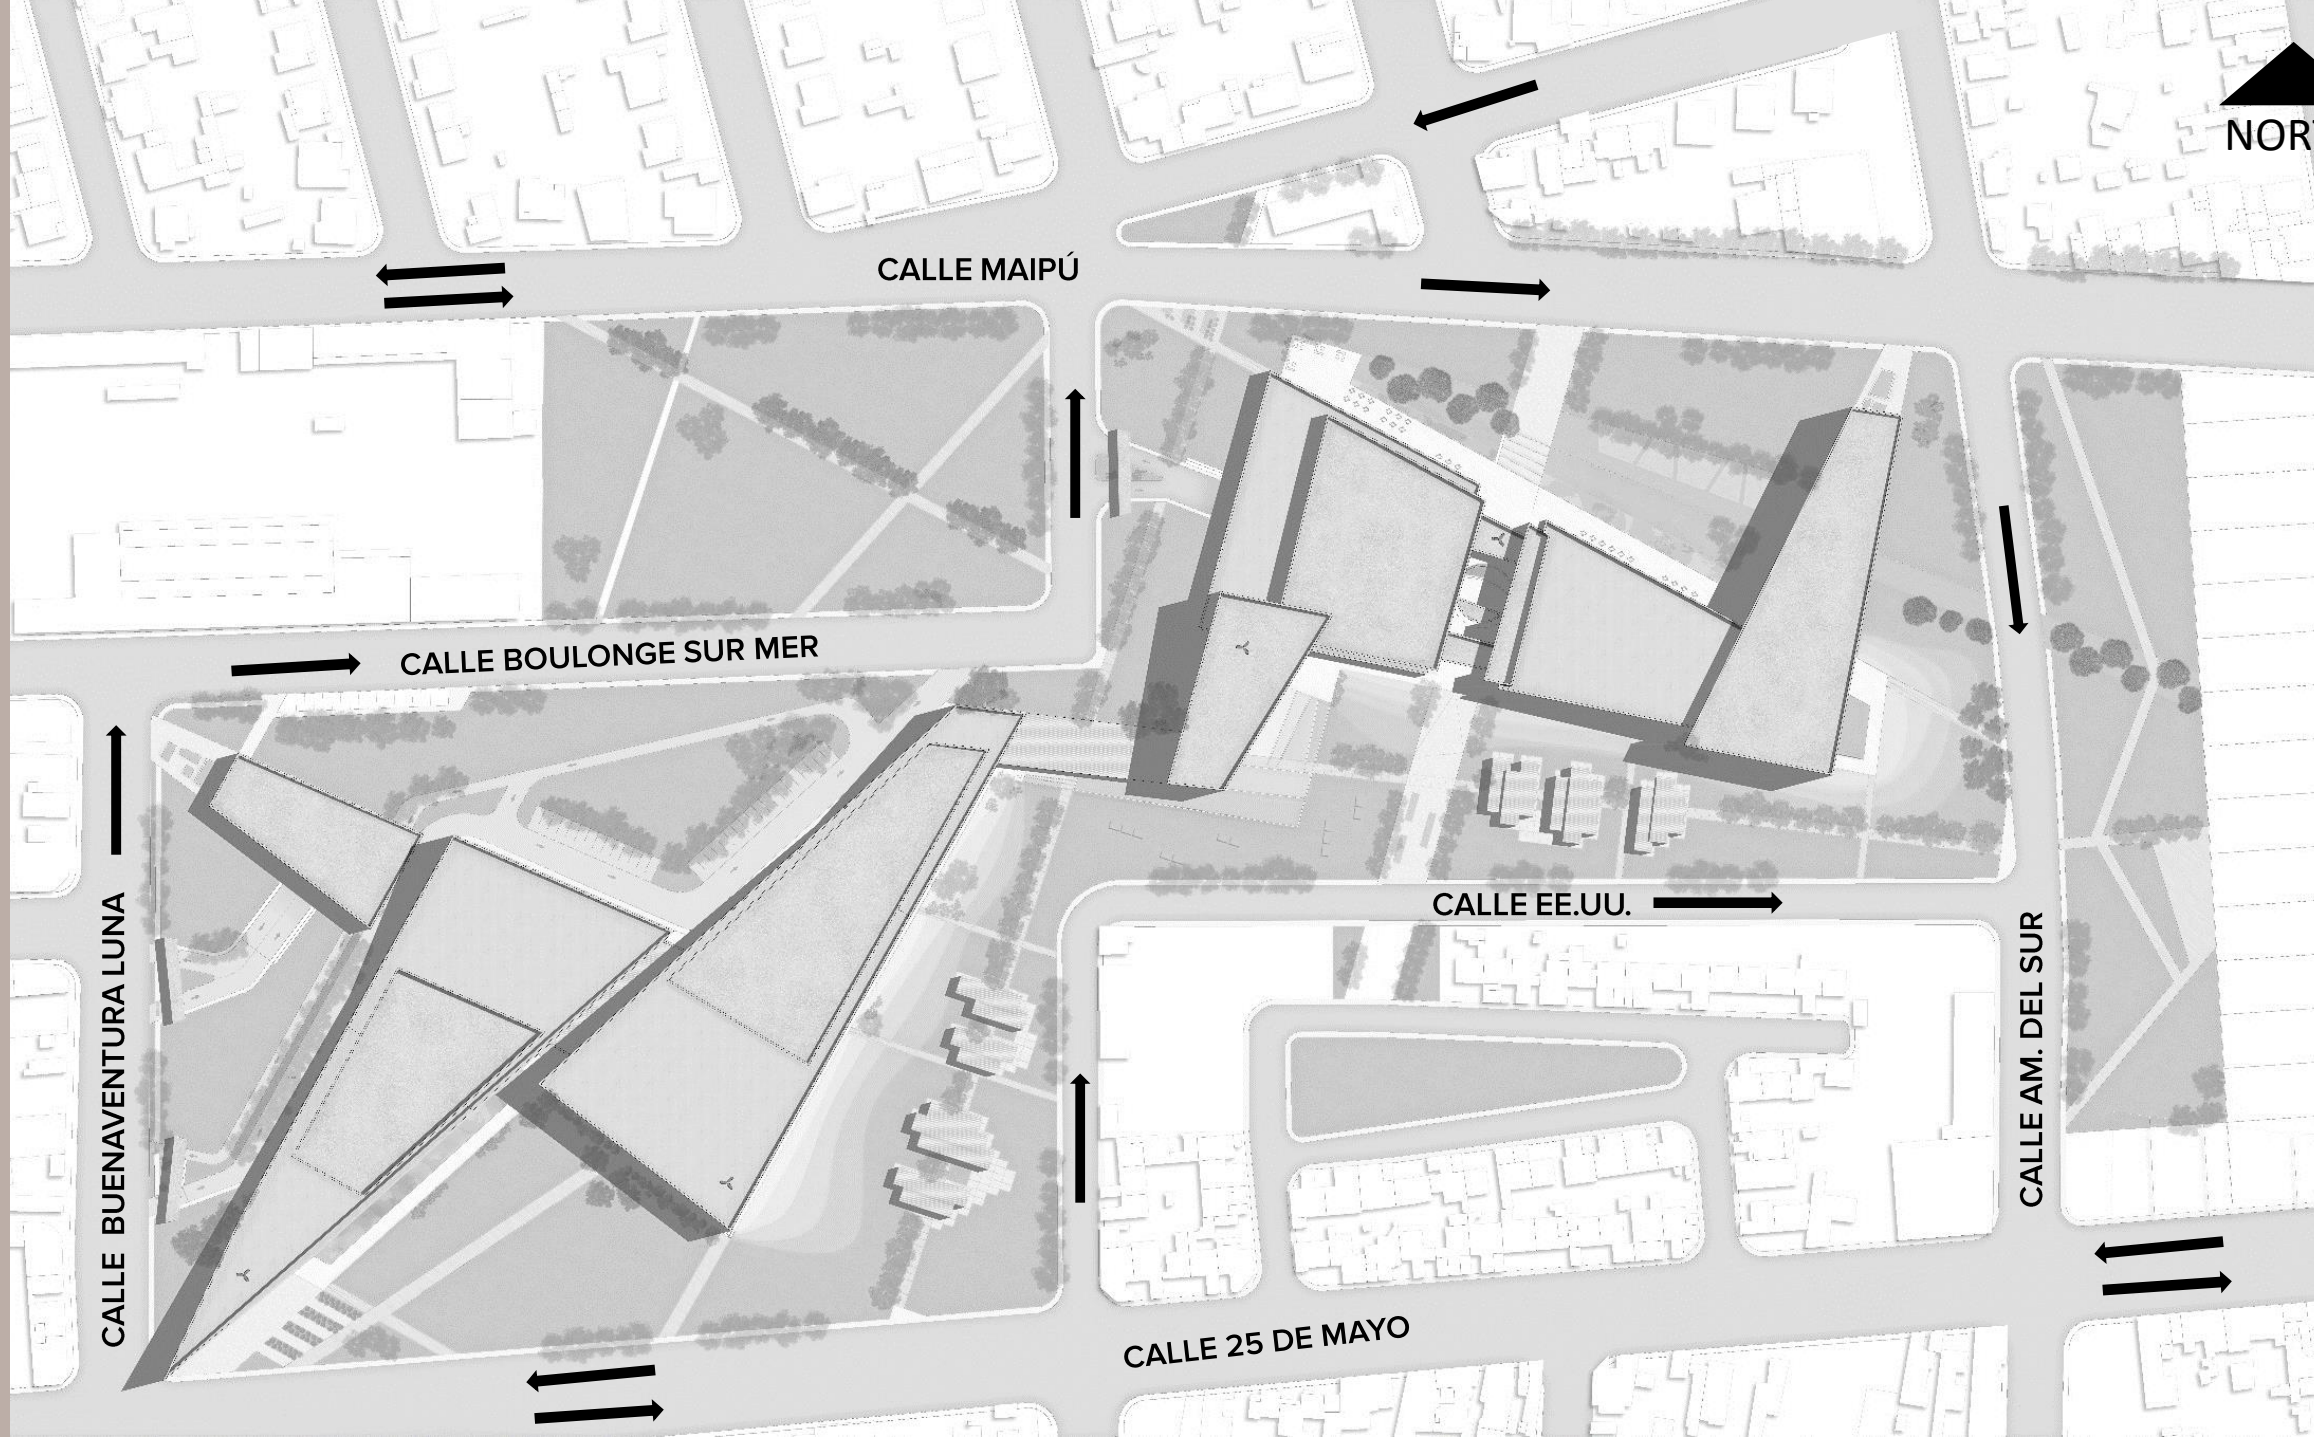 NORT
CALLE MAIPÚ
CALLE BOULONGE SUR MER
CALLE EE.UU.
CALLE BUENAVENTURA LUNA
CALLE AM. DEL SUR
CALLE 25 DE MAYO